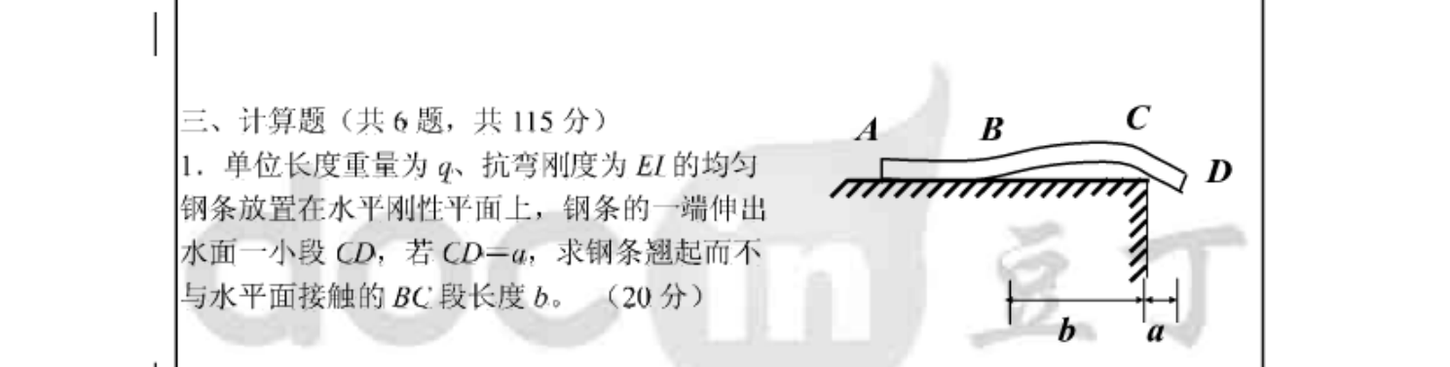 三、计算题（共 6 题，共 115 分）
1．单位长度重量为 q、抗弯刚度为 EI 的均匀
钢条放置在水平刚性平面上，钢条的一端伸出
水面一小段 CD，若 CD=a，求钢条翘起而不
与水平面接触的 BC 段长度 b。 （20 分）
A
B
C
D
b
a
docin
豆丁